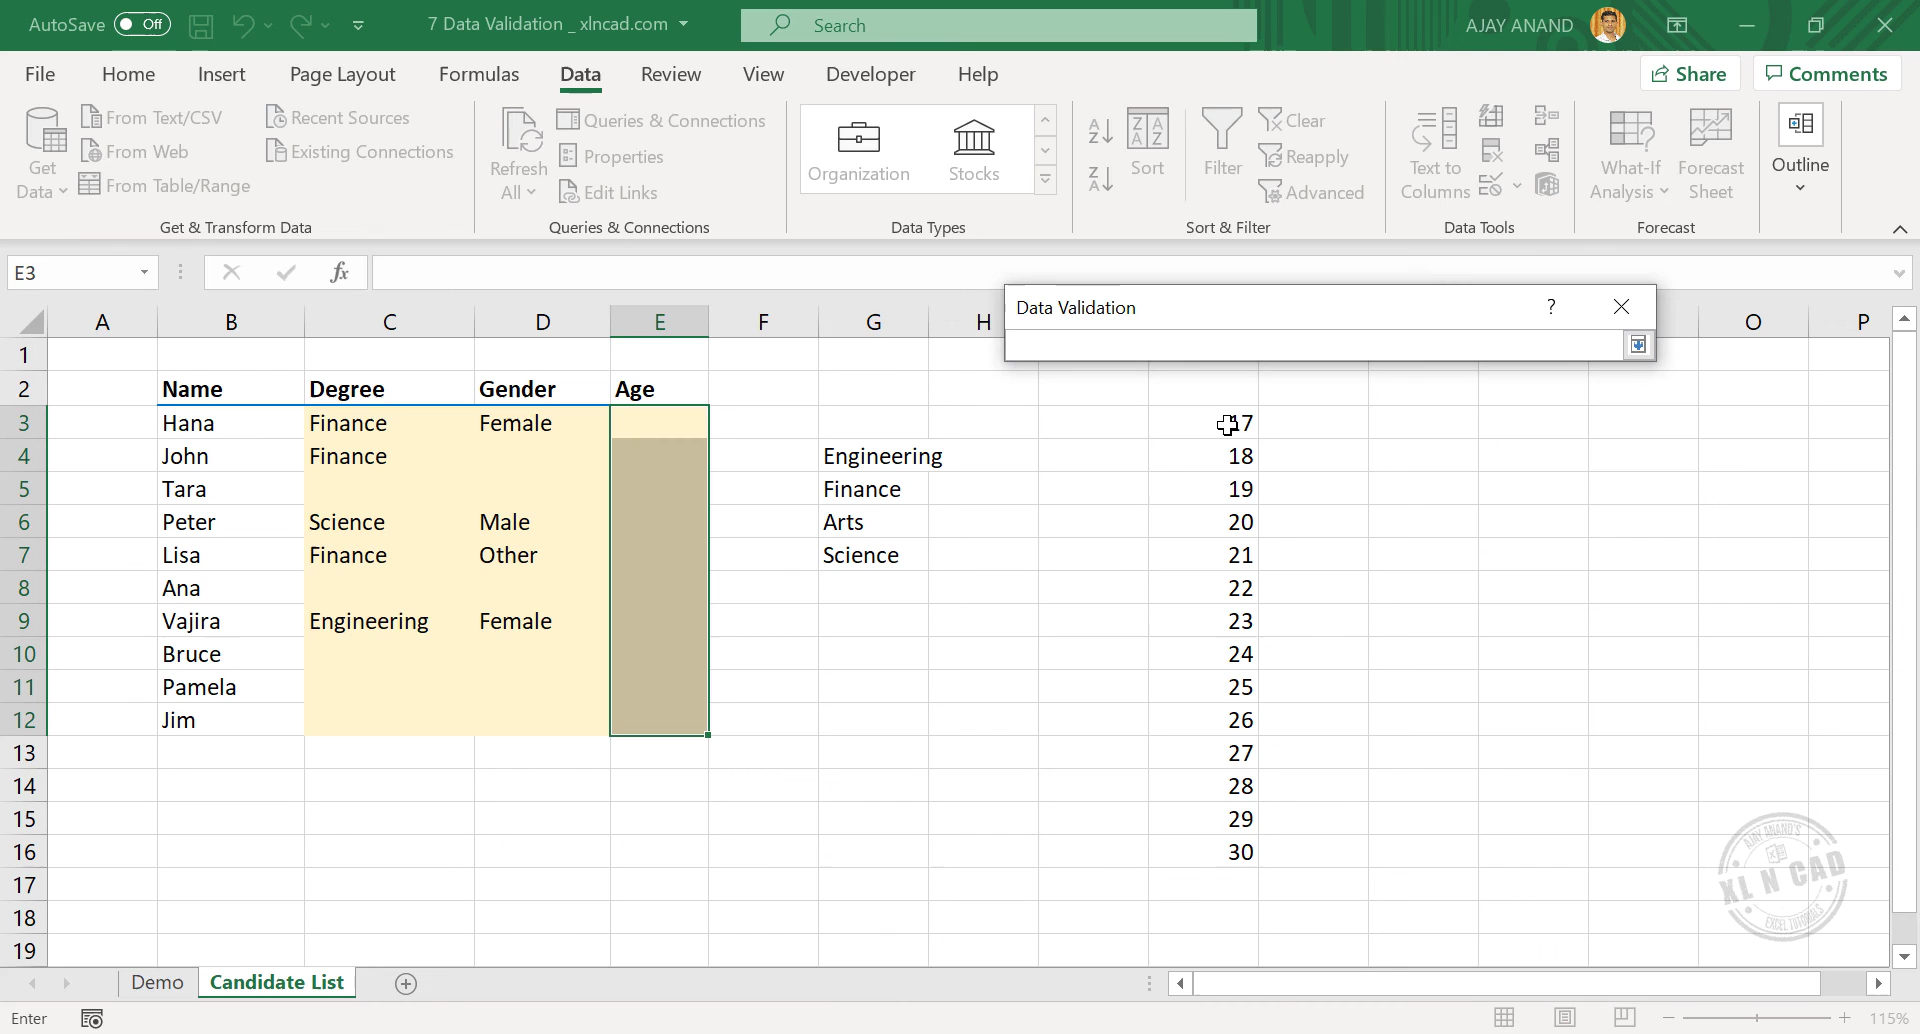 AutoSave Off 7 Data Validation _ xlncad.com Search AJAY ANAND
File Home Insert Page Layout Formulas Data Review View Developer Help Share Comments
Get Data
From Text/CSV
From Web
From Table/Range
Recent Sources
Existing Connections
Get & Transform Data
Refresh All
Queries & Connections
Properties
Edit Links
Queries & Connections
Organization Stocks
Data Types
Sort
Filter
Clear
Reapply
Advanced
Sort & Filter
Text to Columns
Data Tools
What-If Analysis
Forecast Sheet
Forecast
Outline
E3 fx
Data Validation ?
A B C D E F G H O P
1
2 Name Degree Gender Age
3 Hana Finance Female 17
4 John Finance Engineering 18
5 Tara Finance 19
6 Peter Science Male Arts 20
7 Lisa Finance Other Science 21
8 Ana 22
9 Vajira Engineering Female 23
10 Bruce 24
11 Pamela 25
12 Jim 26
13 27
14 28
15 29
16 30
17
18
19
AJAY ANAND'S
XL N CAD
EXCEL TUTORIALS
Demo Candidate List
Enter 115%